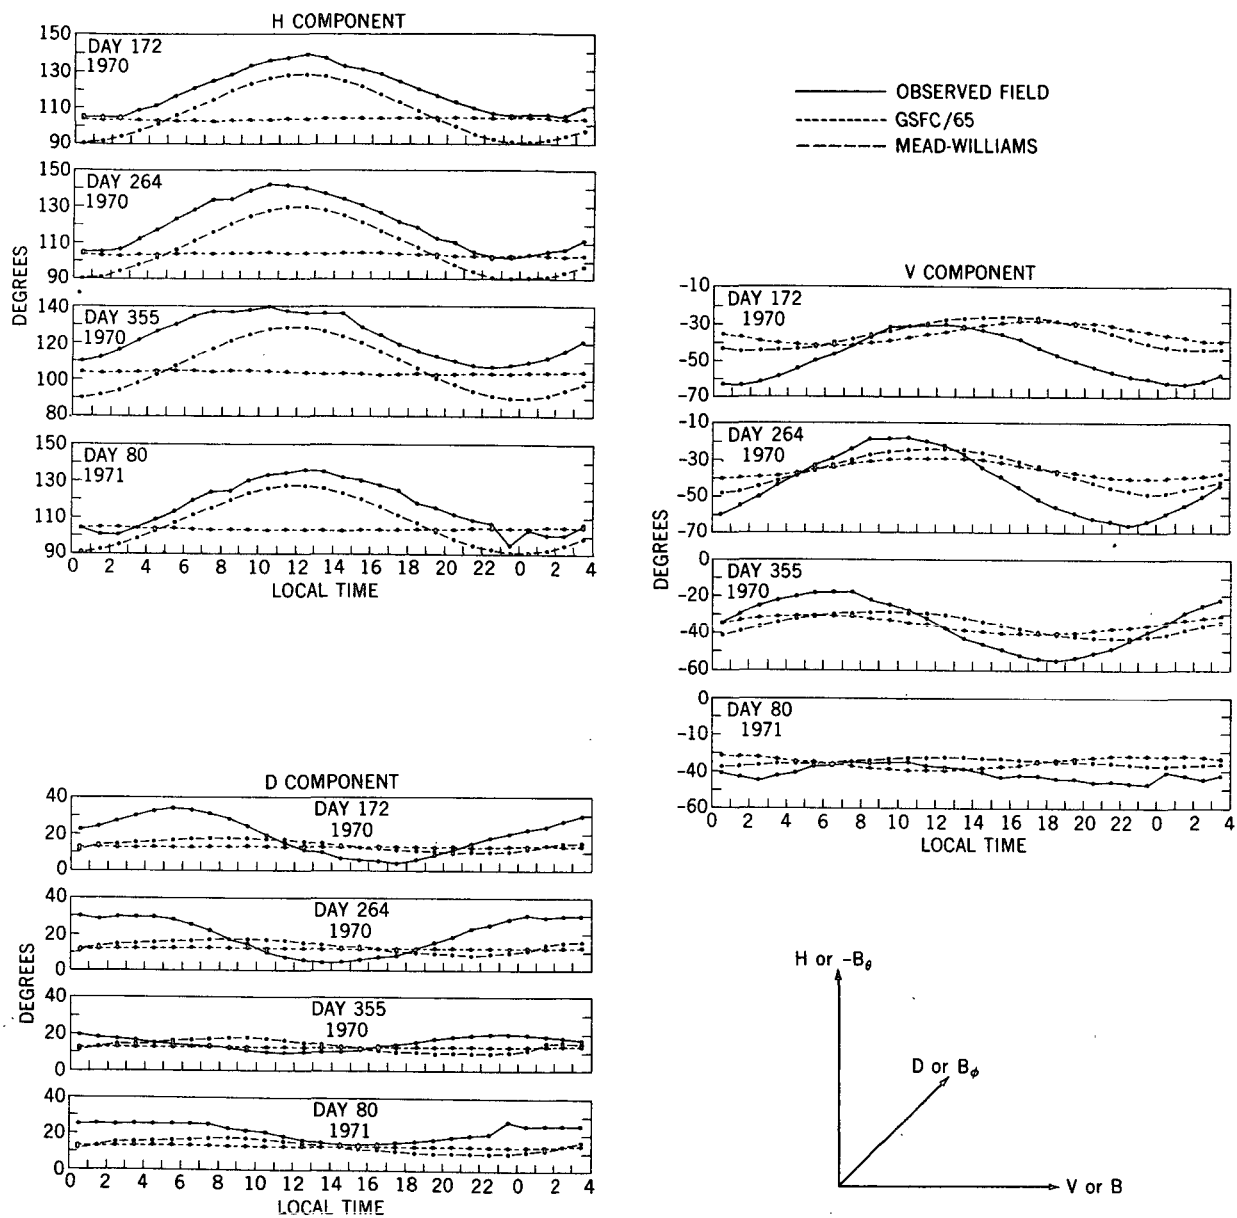 H COMPONENT
150
130
110
90
DAY 172
1970
150
130
110
90
DAY 264
1970
140
120
100
80
DAY 355
1970
150
130
110
90
DAY 80
1971
DEGREES
0 2 4 6 8 10 12 14 16 18 20 22 0 2 4
LOCAL TIME
OBSERVED FIELD
GSFC/65
MEAD-WILLIAMS
V COMPONENT
-10
-30
-50
-70
DAY 172
1970
-10
-30
-50
-70
DAY 264
1970
0
-20
-40
-60
DAY 355
1970
0
-10
-40
-60
DAY 80
1971
DEGREES
0 2 4 6 8 10 12 14 16 18 20 22 0 2 4
LOCAL TIME
D COMPONENT
40
20
0
DAY 172
1970
40
20
0
DAY 264
1970
40
20
0
DAY 355
1970
40
20
0
DAY 80
1971
DEGREES
0 2 4 6 8 10 12 14 16 18 20 22 0 2 4
LOCAL TIME
H or -Bθ
D or Bφ
V or B